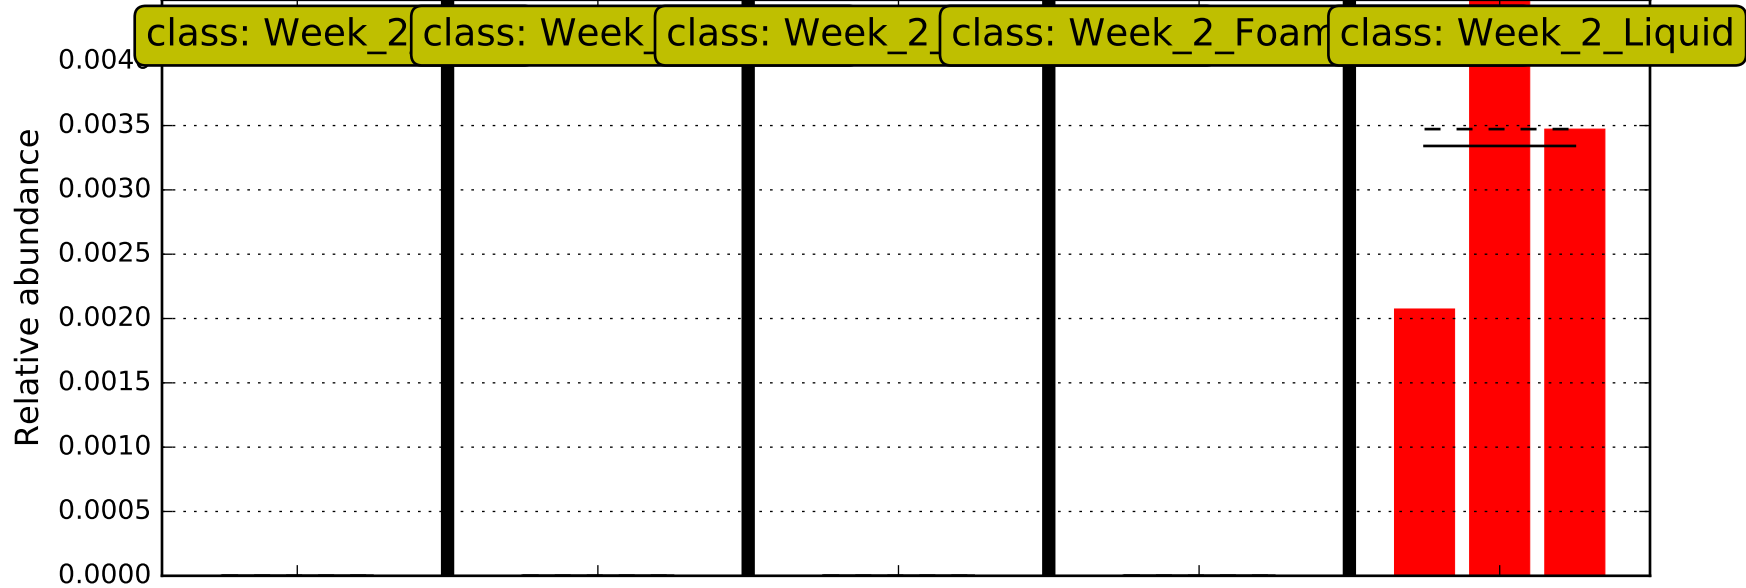 class: Week_2_
class: Week_
class: Week_2_
class: Week_2_Foam
class: Week_2_Liquid
0.0040
0.0035
0.0030
0.0025
0.0020
0.0015
0.0010
0.0005
0.0000
Relative abundance